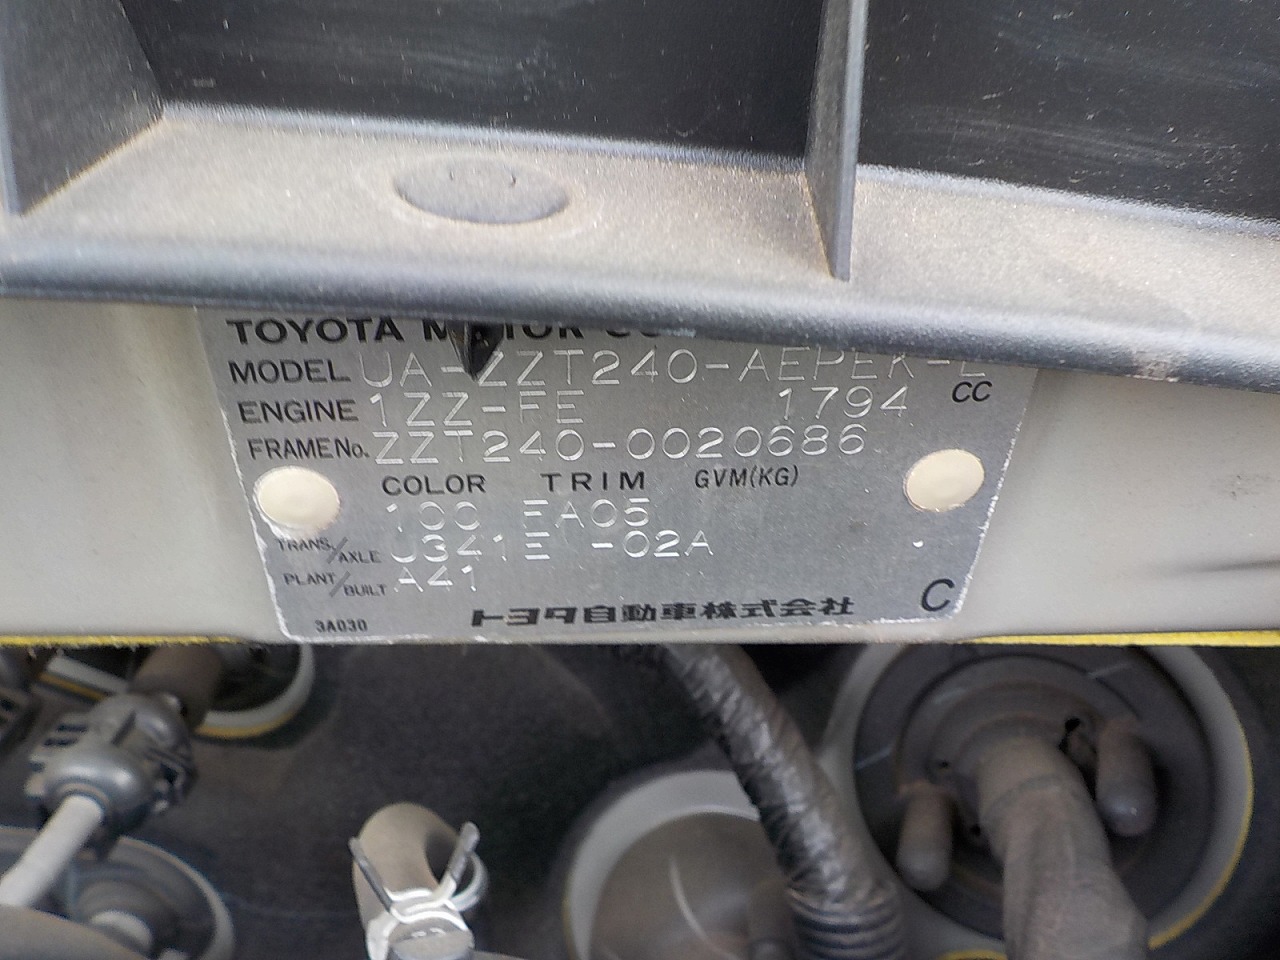 TOYOTA MOTOR
MODEL UA-ZZT240-AEPEK-
ENGINE 1ZZ-FE 1794 CC
FRAME No. ZZT240-0020686
COLOR TRIM GVM(KG)
100 FA05
TRANS./AXLE U341E -02A
PLANT/BUILT A41
3A030 トヨタ自動車株式会社 C